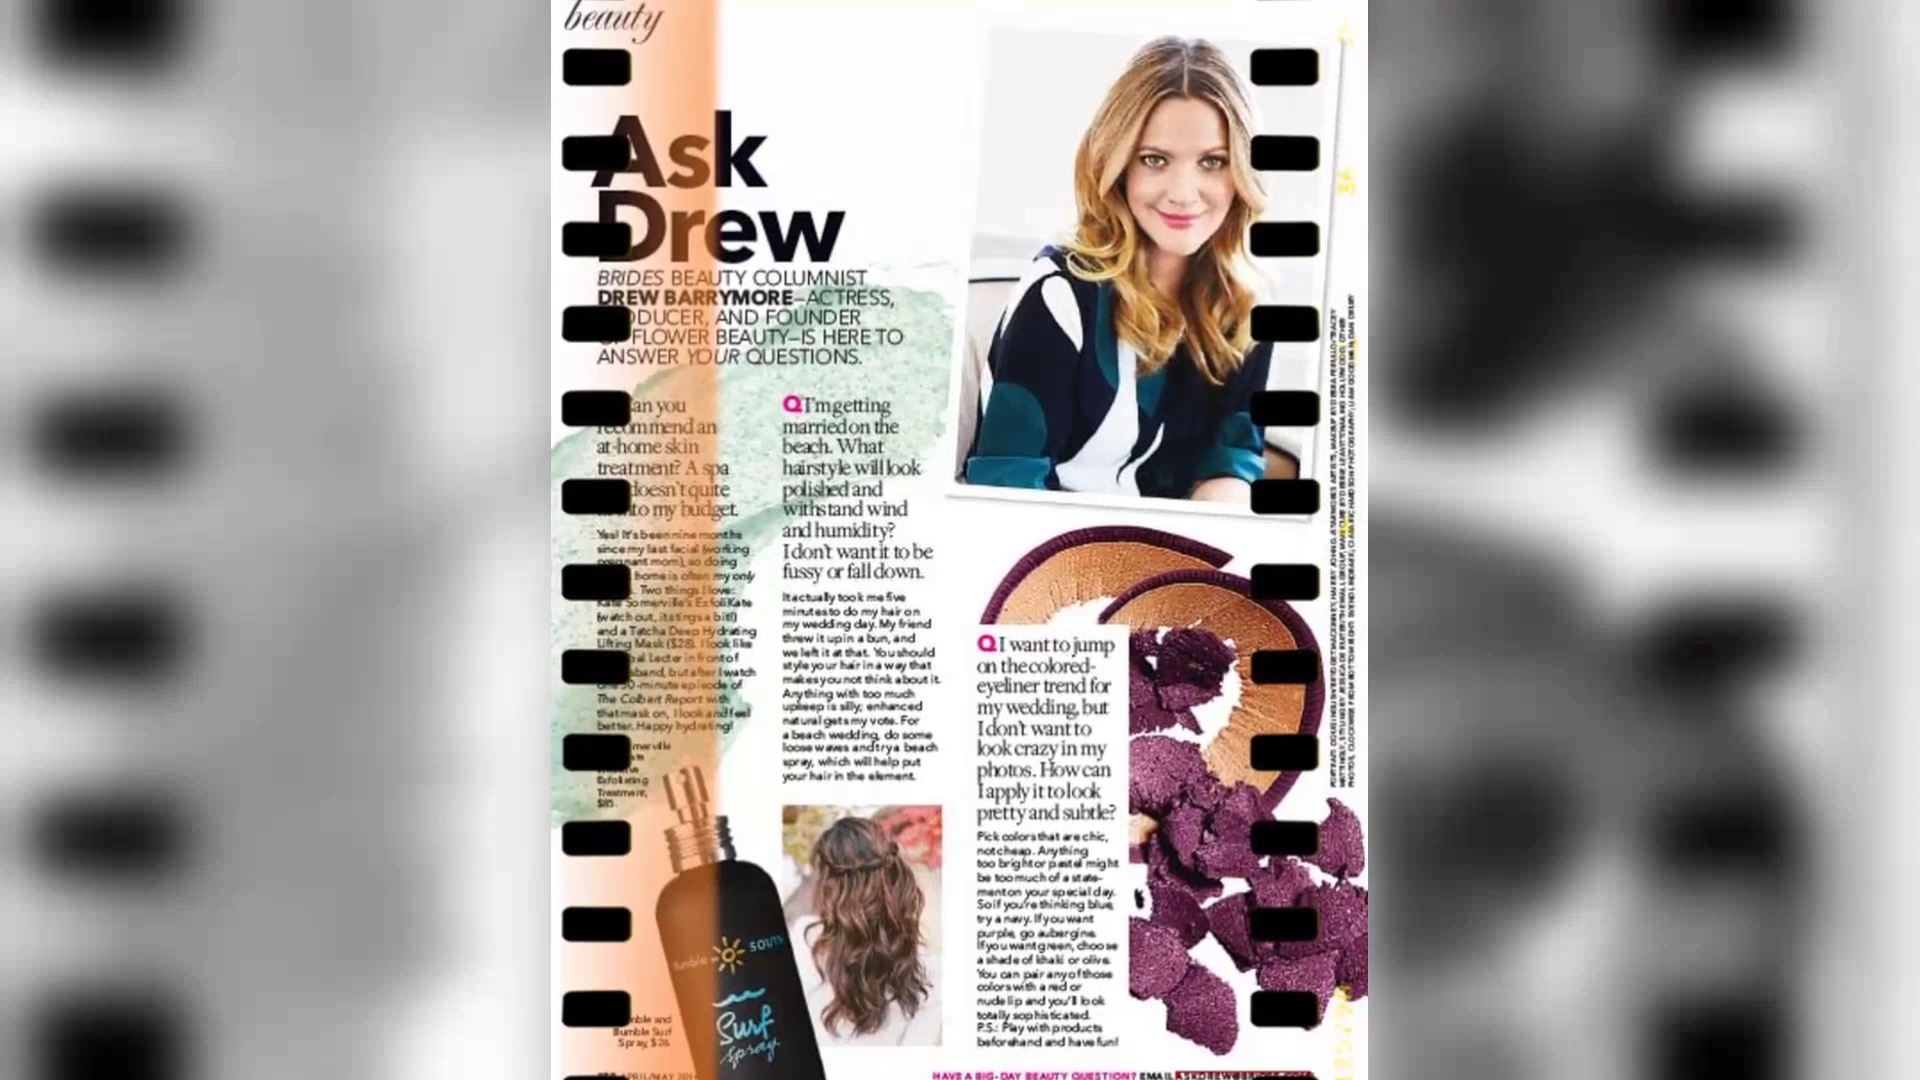 beauty
Ask
Drew
BRIDES BEAUTY COLUMNIST
DREW BARRYMORE–ACTRESS,
DUCER, AND FOUNDER
FLOWER BEAUTY–IS HERE TO
ANSWER YOUR QUESTIONS.
an you
recommend an
at-home skin
treatment? A spa
doesn't quite
to my budget.
Yes! It's been nine months
since my last facial (working
pregnant mom), so doing
home is often my only
Two things I love:
Kate Somerville's ExfoliKate
(watch out, it stings a bit!)
and a Tatcha Deep Hydrating
Lifting Mask ($28). I look like
al Lecter in front of
sband, but after I watch
one 30-minute episode of
The Colbert Report with
that mask on, I look and feel
better. Happy hydrating!
merville
Exfoliating
Treatment,
$85.
Q I'm getting
married on the
beach. What
hairstyle will look
polished and
withstand wind
and humidity?
I don't want it to be
fussy or fall down.
It actually took me five
minutes to do my hair on
my wedding day. My friend
threw it up in a bun, and
we left it at that. You should
style your hair in a way that
makes you not think about it.
Anything with too much
upkeep is silly; enhanced
natural gets my vote. For
a beach wedding, do some
loose waves and try a beach
spray, which will help put
your hair in the element.
Q I want to jump
on the colored-
eyeliner trend for
my wedding, but
I don't want to
look crazy in my
photos. How can
I apply it to look
pretty and subtle?
Pick colors that are chic,
not cheap. Anything
too bright or pastel might
be too much of a state-
ment on your special day.
So if you're thinking blue,
try a navy. If you want
purple, go aubergine.
If you want green, choose
a shade of khaki or olive.
You can pair any of those
colors with a red or
nude lip and you'll look
totally sophisticated.
P.S.: Play with products
beforehand and have fun!
bumble
south
Surf
spray
mble and
Bumble Surf
Spray, $26
APRIL/MAY
HAVE A BIG-DAY BEAUTY QUESTION? EMAIL